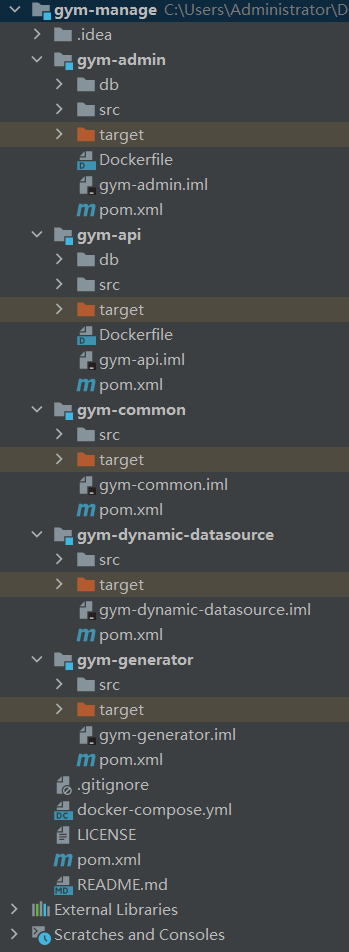 gym-manage C:\Users\Administrator\D
.idea
gym-admin
db
src
target
Dockerfile
gym-admin.iml
pom.xml
gym-api
db
src
target
Dockerfile
gym-api.iml
pom.xml
gym-common
src
target
gym-common.iml
pom.xml
gym-dynamic-datasource
src
target
gym-dynamic-datasource.iml
pom.xml
gym-generator
src
target
gym-generator.iml
pom.xml
.gitignore
docker-compose.yml
LICENSE
pom.xml
README.md
External Libraries
Scratches and Consoles